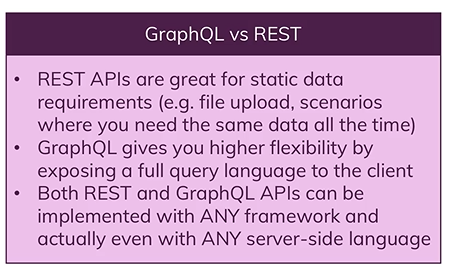 GraphQL vs REST
• REST APIs are great for static data
requirements (e.g. file upload, scenarios
where you need the same data all the time)
• GraphQL gives you higher flexibility by
exposing a full query language to the client
• Both REST and GraphQL APIs can be
implemented with ANY framework and
actually even with ANY server-side language